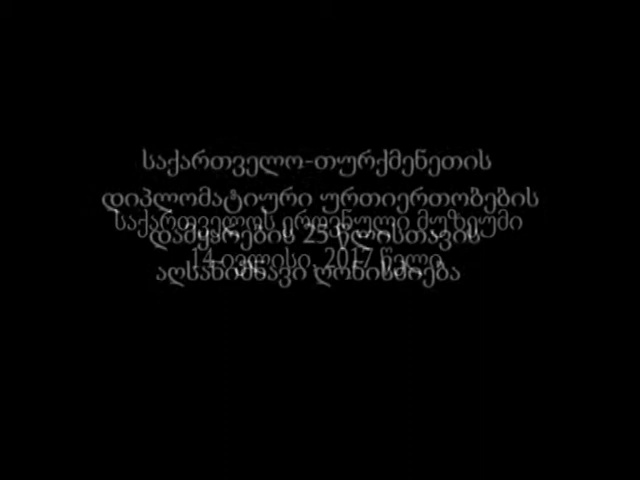 საქართველო-თურქმენეთის
დიპლომატიური ურთიერთობების
საქართველოს ეროვნული მუზეუმი
დამყარების 25 წლისთავის
14 ივლისი, 2017 წელი
აღსანიშნავი ღონისძიება